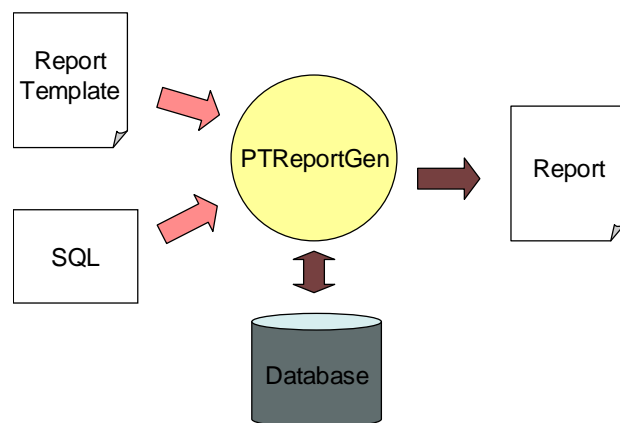 Report
Template
PTReportGen
Report
SQL
Database